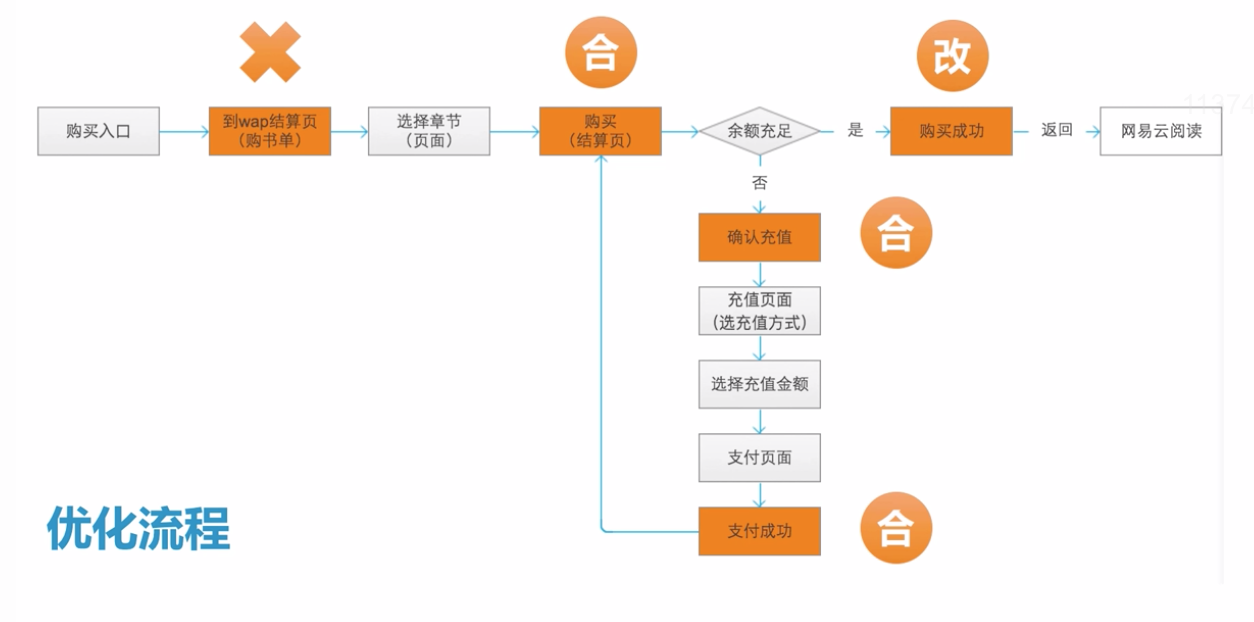 合
改
购买入口
到wap结算页
（购书单）
选择章节
（页面）
购买
（结算页）
余额充足
是
购买成功
返回
网易云阅读
否
确认充值
合
充值页面
（选充值方式）
选择充值金额
支付页面
支付成功
合
优化流程